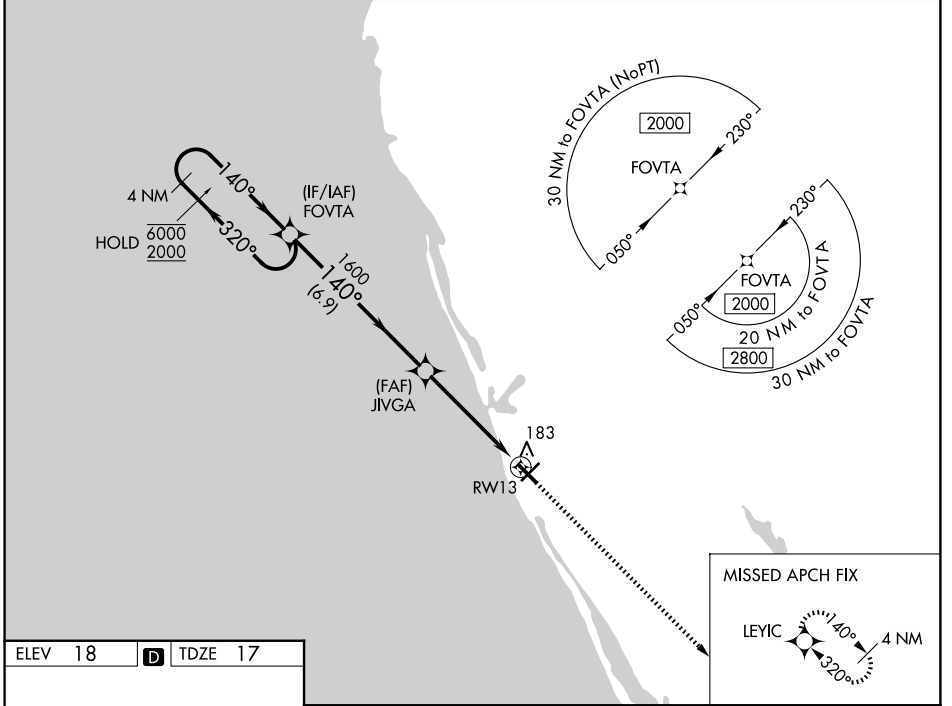 30 NM to FOVTA (NoPT)
2000
230°
FOVTA
050°
230°
FOVTA
050°
2000
20 NM to FOVTA
2800
30 NM to FOVTA
4 NM
140°
HOLD
6000
2000
320°
(IF/IAF)
FOVTA
1600
140°
(6.9)
(FAF)
JIVGA
183
RW13
MISSED APCH FIX
LEYIC
140°
4 NM
320°
ELEV 18 D TDZE 17